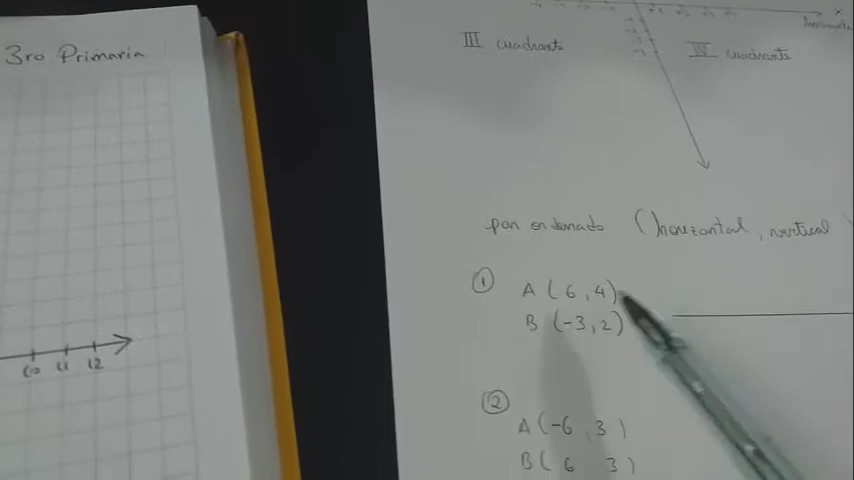 3ro Primaria
10 11 12
III cuadrante
IV cuadrante
horizontal
par ordenado (horizontal, vertical)
① A (6, 4)
B (-3, 2)
② A (-6, 3)
B ( 6 3 )